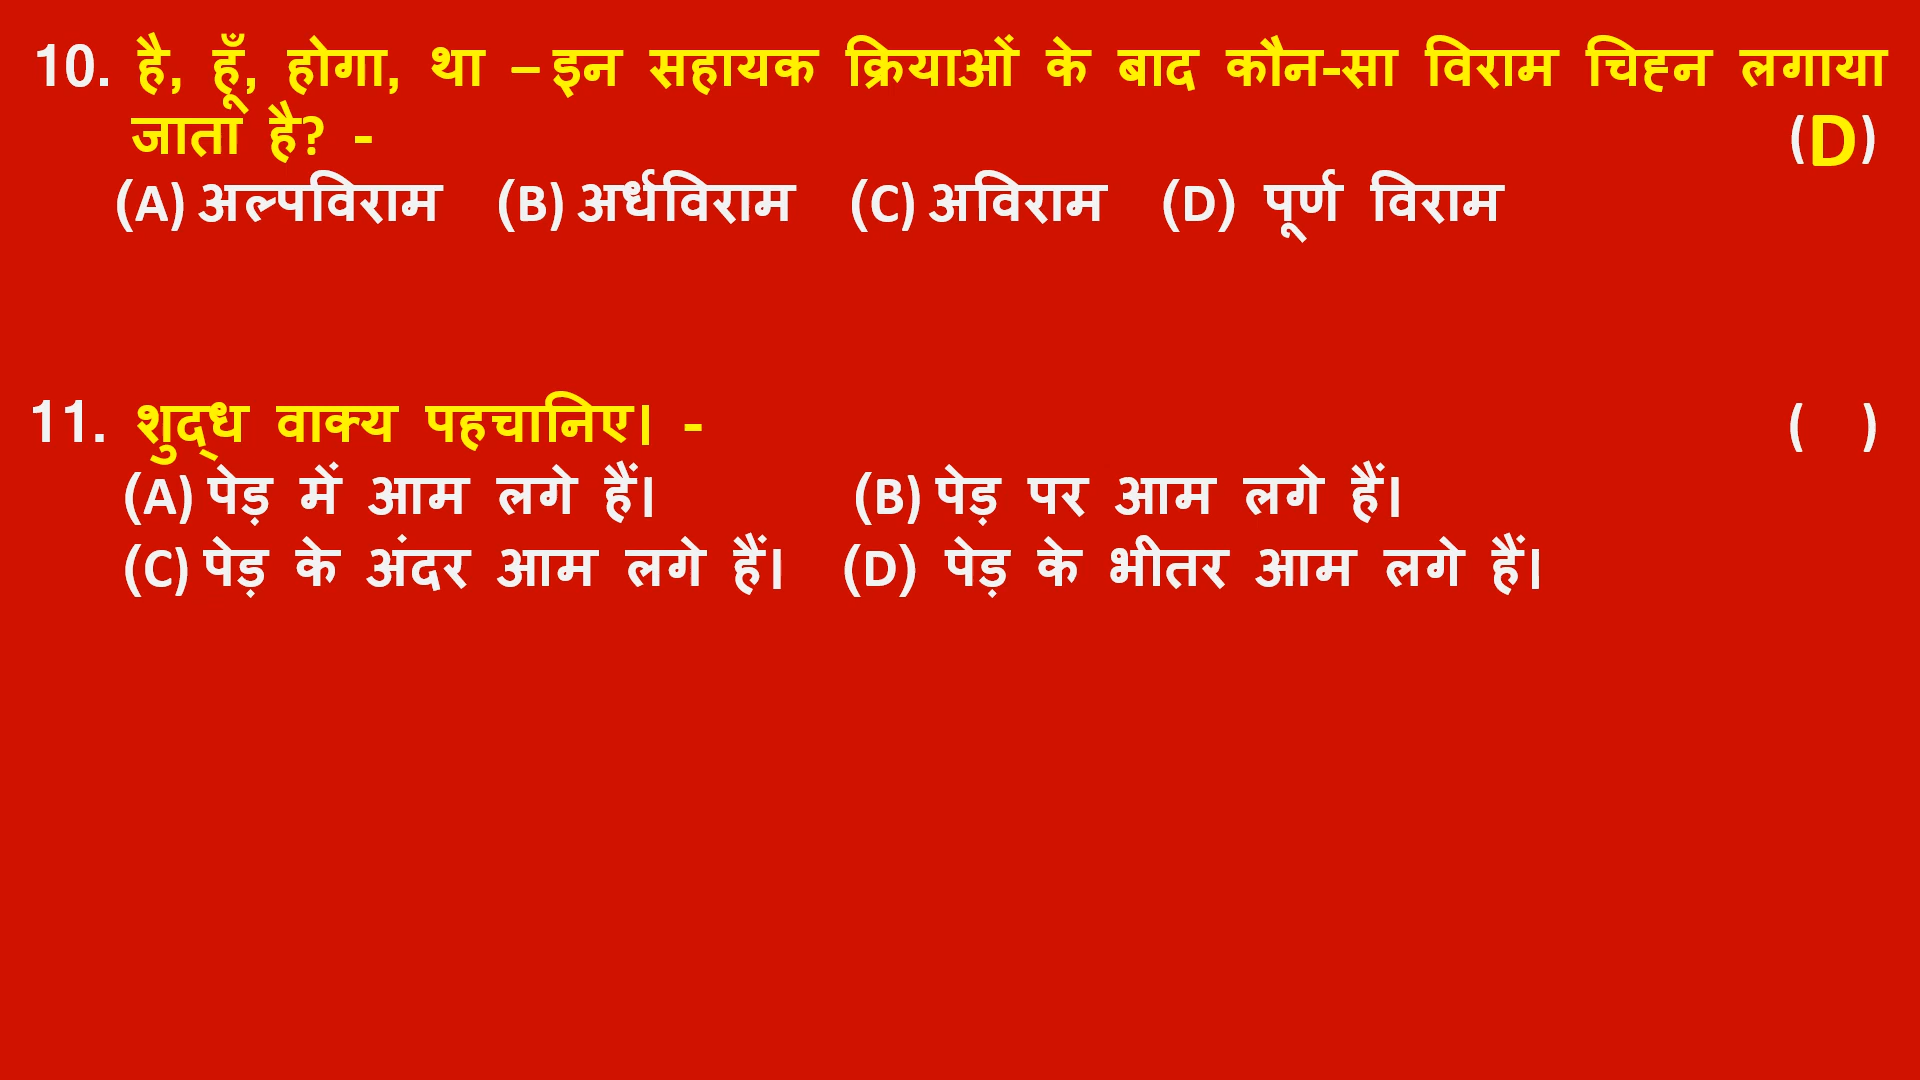 10. है, हूँ, होगा, था – इन सहायक क्रियाओं के बाद कौन-सा विराम चिह्न लगाया
जाता है? - (D)
(A) अल्पविराम (B) अर्धविराम (C) अविराम (D) पूर्ण विराम
11. शुद्ध वाक्य पहचानिए। - ( )
(A) पेड़ में आम लगे हैं। (B) पेड़ पर आम लगे हैं।
(C) पेड़ के अंदर आम लगे हैं। (D) पेड़ के भीतर आम लगे हैं।